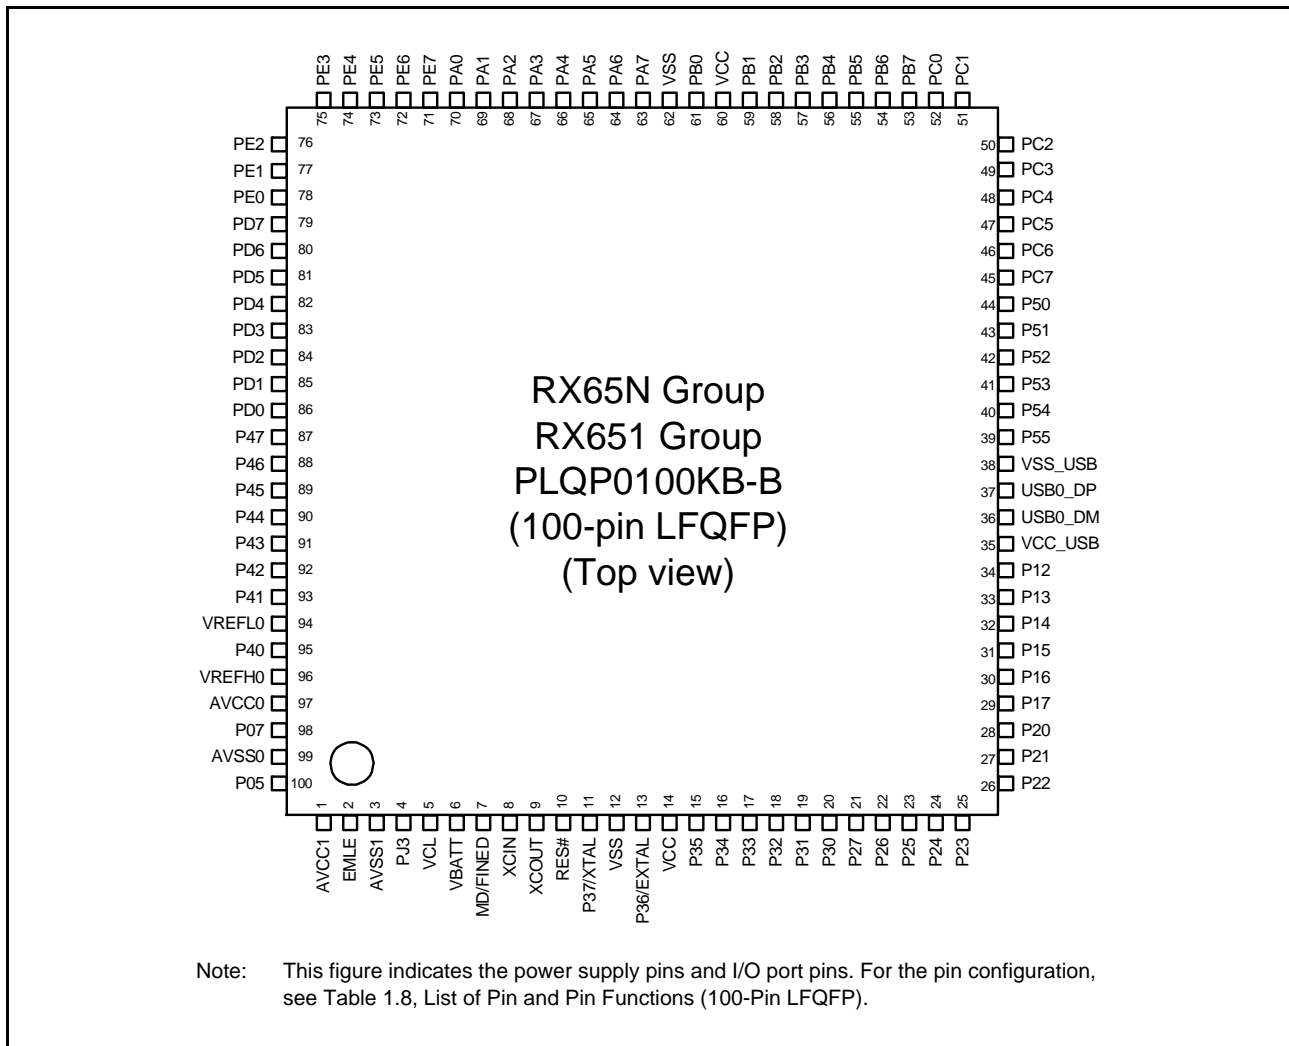 PE3 PE4 PE5 PE6 PE7 PA0 PA1 PA2 PA3 PA4 PA5 PA6 PA7 VSS PB0 VCC PB1 PB2 PB3 PB4 PB5 PB6 PB7 PC0 PC1
75 74 73 72 71 70 69 68 67 66 65 64 63 62 61 60 59 58 57 56 55 54 53 52 51
PE2 76
PE1 77
PE0 78
PD7 79
PD6 80
PD5 81
PD4 82
PD3 83
PD2 84
PD1 85
PD0 86
P47 87
P46 88
P45 89
P44 90
P43 91
P42 92
P41 93
VREFL0 94
P40 95
VREFH0 96
AVCC0 97
P07 98
AVSS0 99
P05 100
RX65N Group
RX651 Group
PLQP0100KB-B
(100-pin LFQFP)
(Top view)
50 PC2
49 PC3
48 PC4
47 PC5
46 PC6
45 PC7
44 P50
43 P51
42 P52
41 P53
40 P54
39 P55
38 VSS_USB
37 USB0_DP
36 USB0_DM
35 VCC_USB
34 P12
33 P13
32 P14
31 P15
30 P16
29 P17
28 P20
27 P21
26 P22
1 2 3 4 5 6 7 8 9 10 11 12 13 14 15 16 17 18 19 20 21 22 23 24 25
AVCC1 EMLE AVSS1 PJ3 VCL VBATT MD/FINED XCIN XCOUT RES# P37/XTAL VSS P36/EXTAL VCC P35 P34 P33 P32 P31 P30 P27 P26 P25 P24 P23
Note: This figure indicates the power supply pins and I/O port pins. For the pin configuration,
see Table 1.8, List of Pin and Pin Functions (100-Pin LFQFP).